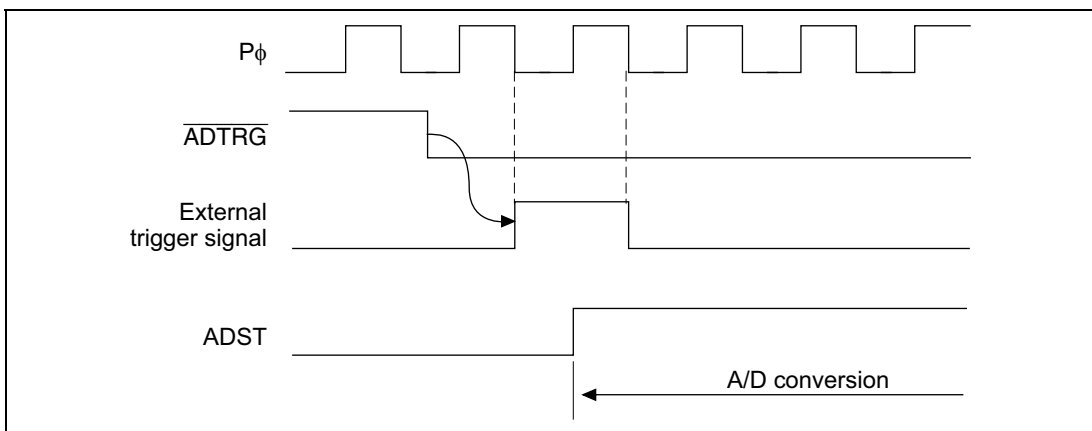 Pϕ
ADTRG
External
trigger signal
ADST
A/D conversion